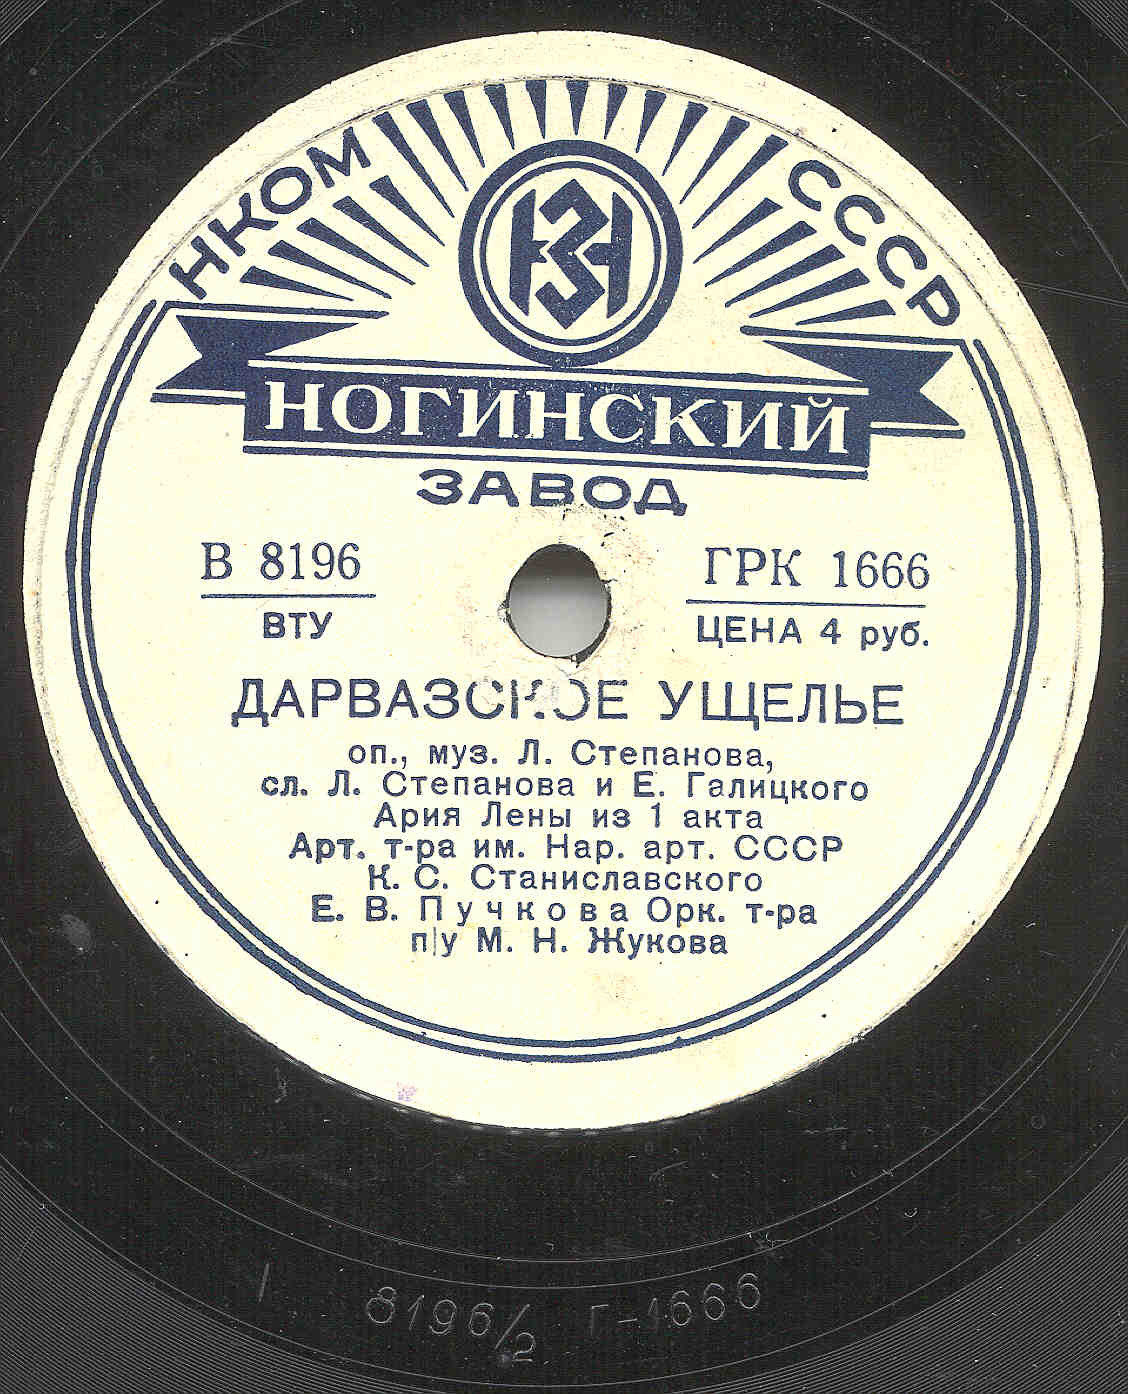 НКОМ СССР
НЗН
НОГИНСКИЙ
ЗАВОД
В 8196 ГРК 1666
ВТУ ЦЕНА 4 руб.
ДАРВАЗСКОЕ УЩЕЛЬЕ
оп., муз. Л. Степанова,
сл. Л. Степанова и Е. Галицкого
Ария Лены из 1 акта
Арт. т-ра им. Нар. арт. СССР
К. С. Станиславского
Е. В. Пучкова Орк. т-ра
п/у М. Н. Жукова
1 8196/2 Г-1666